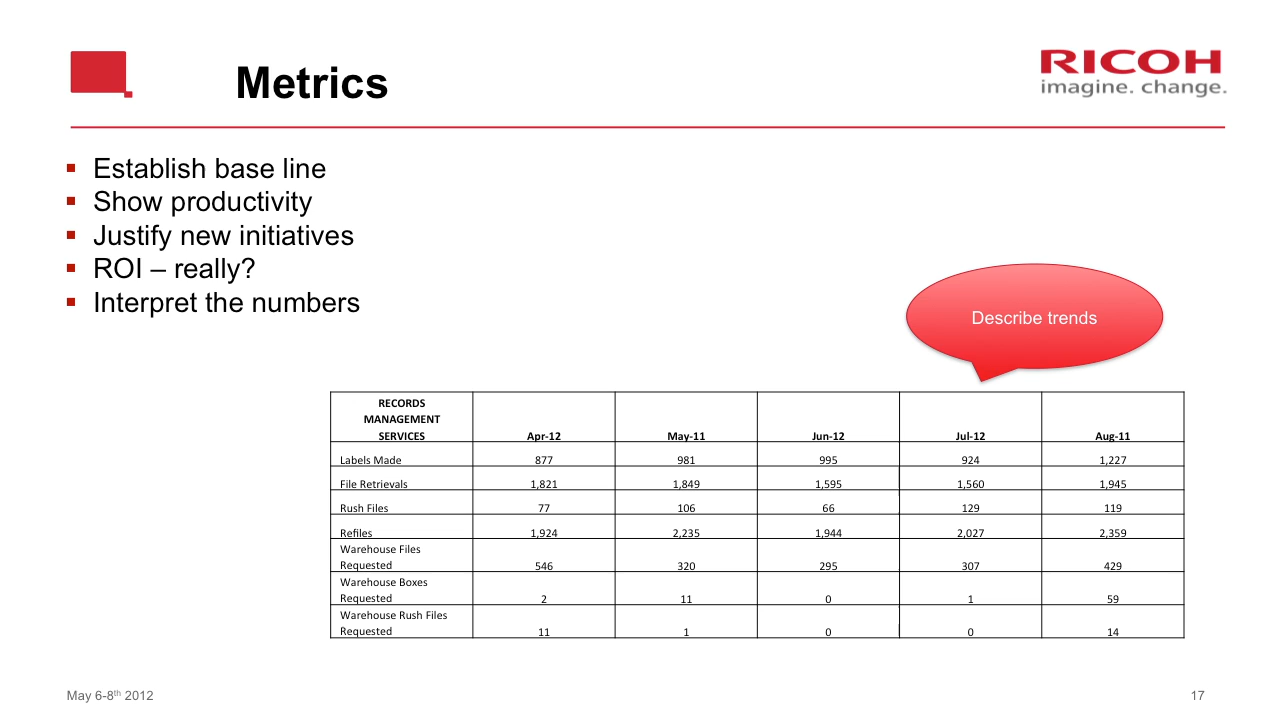 Metrics
RICOH
imagine. change.
Establish base line
Show productivity
Justify new initiatives
ROI – really?
Interpret the numbers
Describe trends
RECORDS
MANAGEMENT
SERVICES Apr-12 May-11 Jun-12 Jul-12 Aug-11
Labels Made 877 981 995 924 1,227
File Retrievals 1,821 1,849 1,595 1,560 1,945
Rush Files 77 106 66 129 119
Refiles 1,924 2,235 1,944 2,027 2,359
Warehouse Files
Requested 546 320 295 307 429
Warehouse Boxes
Requested 2 11 0 1 59
Warehouse Rush Files
Requested 11 1 0 0 14
May 6-8th 2012 17